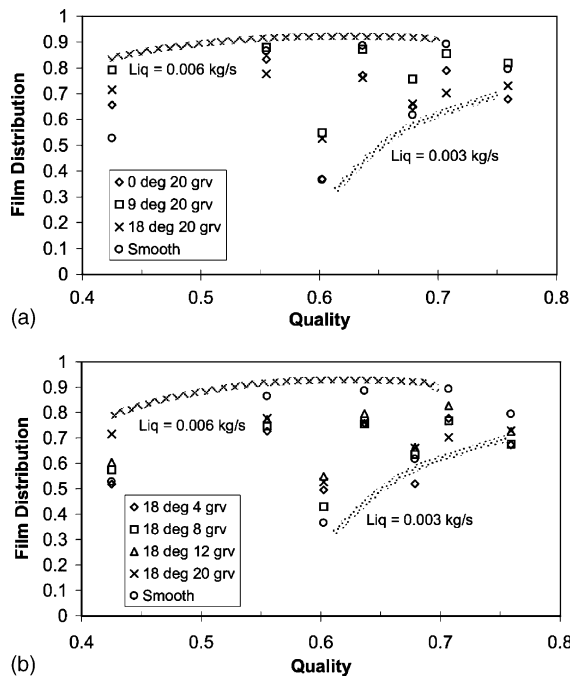 Film Distribution
1
0.9
0.8
0.7
0.6
0.5
0.4
0.3
0.2
0.1
0
Liq = 0.006 kg/s
Liq = 0.003 kg/s
0 deg 20 grv
9 deg 20 grv
18 deg 20 grv
Smooth
0.4
0.5
0.6
0.7
0.8
(a)
Quality
Film Distribution
1
0.9
0.8
0.7
0.6
0.5
0.4
0.3
0.2
0.1
0
Liq = 0.006 kg/s
Liq = 0.003 kg/s
18 deg 4 grv
18 deg 8 grv
18 deg 12 grv
18 deg 20 grv
Smooth
0.4
0.5
0.6
0.7
0.8
(b)
Quality